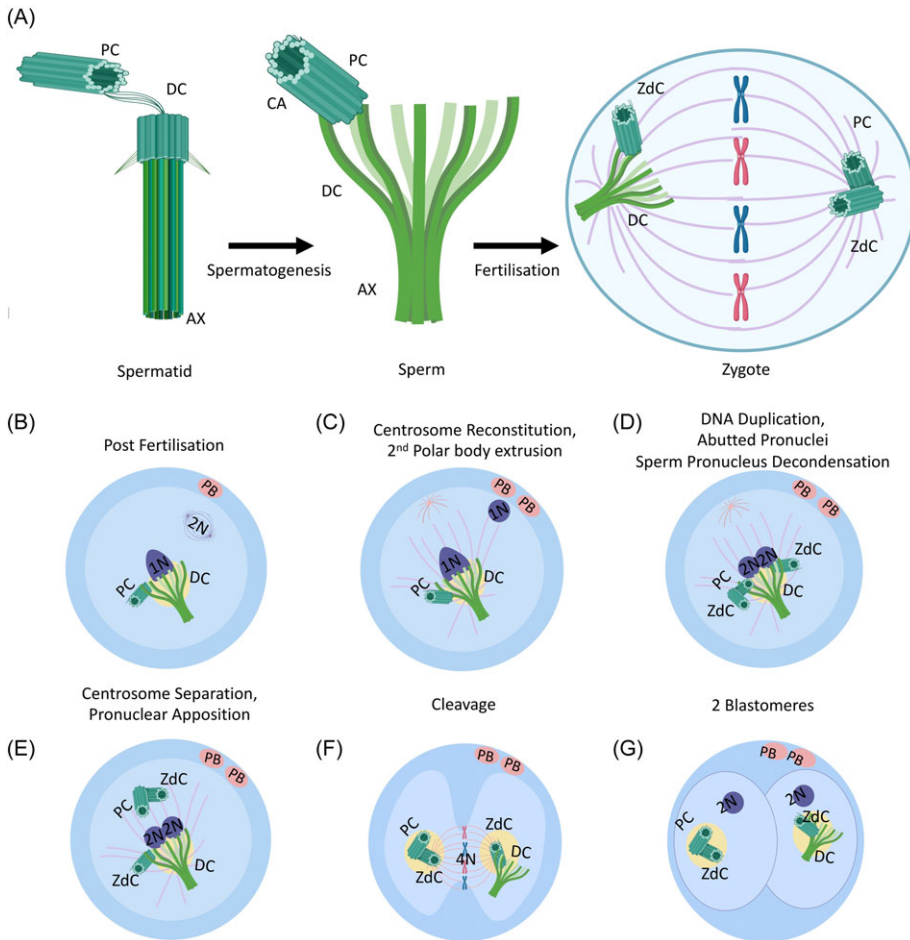 (A)
PC
DC
AX
Spermatid
Spermatogenesis
PC
CA
DC
AX
Sperm
Fertilisation
ZdC
DC
PC
ZdC
Zygote
(B)
Post Fertilisation
PB
2N
1N
PC
DC
(C)
Centrosome Reconstitution,
2nd Polar body extrusion
PB
PB
1N
1N
PC
DC
(D)
DNA Duplication,
Abutted Pronuclei
Sperm Pronucleus Decondensation
PB
PB
ZdC
2N
2N
PC
DC
ZdC
(E)
Centrosome Separation,
Pronuclear Apposition
PB
PB
ZdC
PC
2N
2N
ZdC
DC
(F)
Cleavage
PB
PB
PC
ZdC
4N
DC
ZdC
(G)
2 Blastomeres
PB
PB
2N
2N
PC
ZdC
ZdC
DC